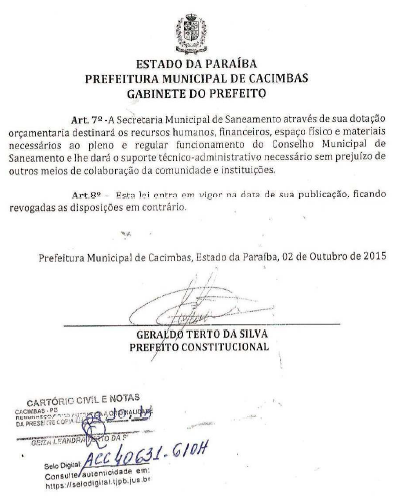 ESTADO DA PARAÍBA
PREFEITURA MUNICIPAL DE CACIMBAS
GABINETE DO PREFEITO
Art. 7º -A Secretaria Municipal de Saneamento através de sua dotação
orçamentaria destinará os recursos humanos, financeiros, espaço físico e materiais
necessários ao pleno e regular funcionamento do Conselho Municipal de
Saneamento e lhe dará o suporte técnico-administrativo necessário sem prejuízo de
outros meios de colaboração da comunidade e instituições.
Art.8º - Esta lei entra em vigor na data de sua publicação, ficando
revogadas as disposições em contrário.
Prefeitura Municipal de Cacimbas, Estado da Paraíba, 02 de Outubro de 2015
GERALDO TERTO DA SILVA
PREFEITO CONSTITUCIONAL
CARTÓRIO CIVIL E NOTAS
CACIMBAS - PB
DA PRESENTE COPIA
GEIZA LEANDRA TERTO DA
Selo Digital: ACC40631-G10H
Consulte autenticidade em:
https://selodigital.tjpb.jus.br